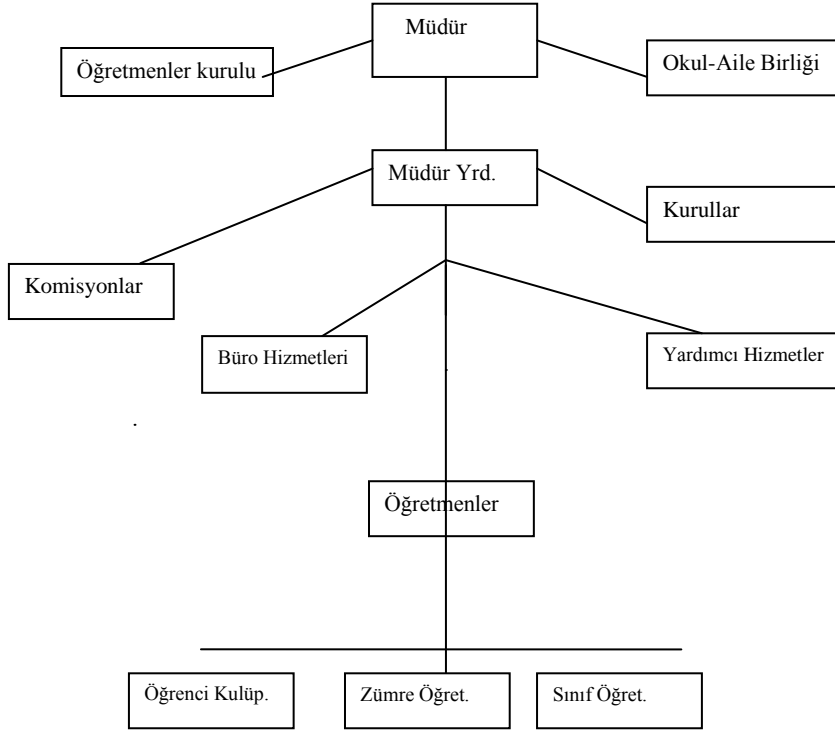 Müdür
Öğretmenler kurulu
Okul-Aile Birliği
Müdür Yrd.
Kurullar
Komisyonlar
Büro Hizmetleri
Yardımcı Hizmetler
Öğretmenler
Öğrenci Kulüp.
Zümre Öğret.
Sınıf Öğret.